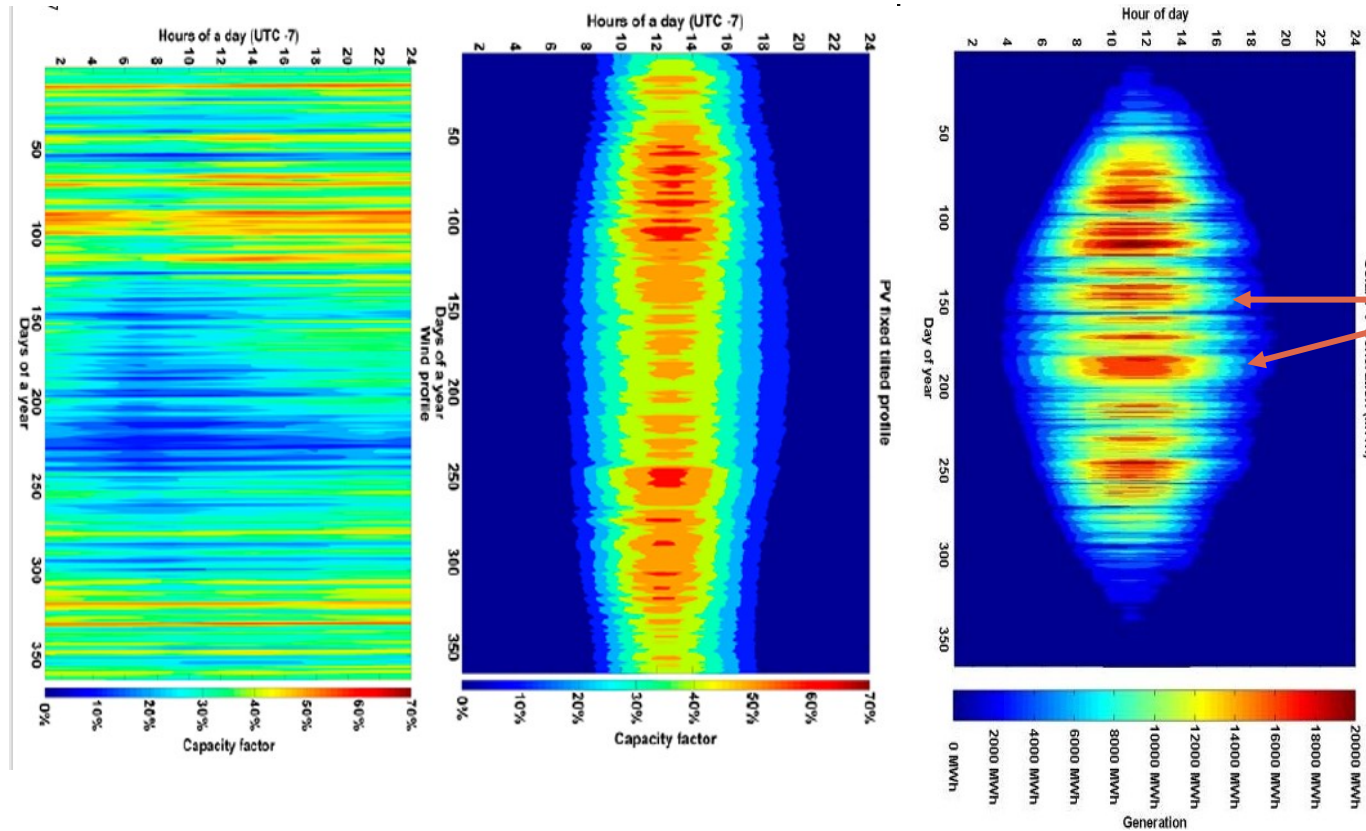 Hours of a day (UTC -7)
2 4 6 8 10 12 14 16 18 20 22 24
50
100
150
200
250
300
350
Days of a year
Wind profile
0% 10% 20% 30% 40% 50% 60% 70%
Capacity factor
Hours of a day (UTC -7)
2 4 6 8 10 12 14 16 18 20 22 24
50
100
150
200
250
300
350
Days of a year
PV fixed tilted profile
0% 10% 20% 30% 40% 50% 60% 70%
Capacity factor
Hour of day
2 4 6 8 10 12 14 16 18 20 22 24
50
100
150
200
250
300
350
Day of year
0 MWh
2000 MWh
4000 MWh
6000 MWh
8000 MWh
10000 MWh
12000 MWh
14000 MWh
16000 MWh
18000 MWh
20000 MWh
Generation